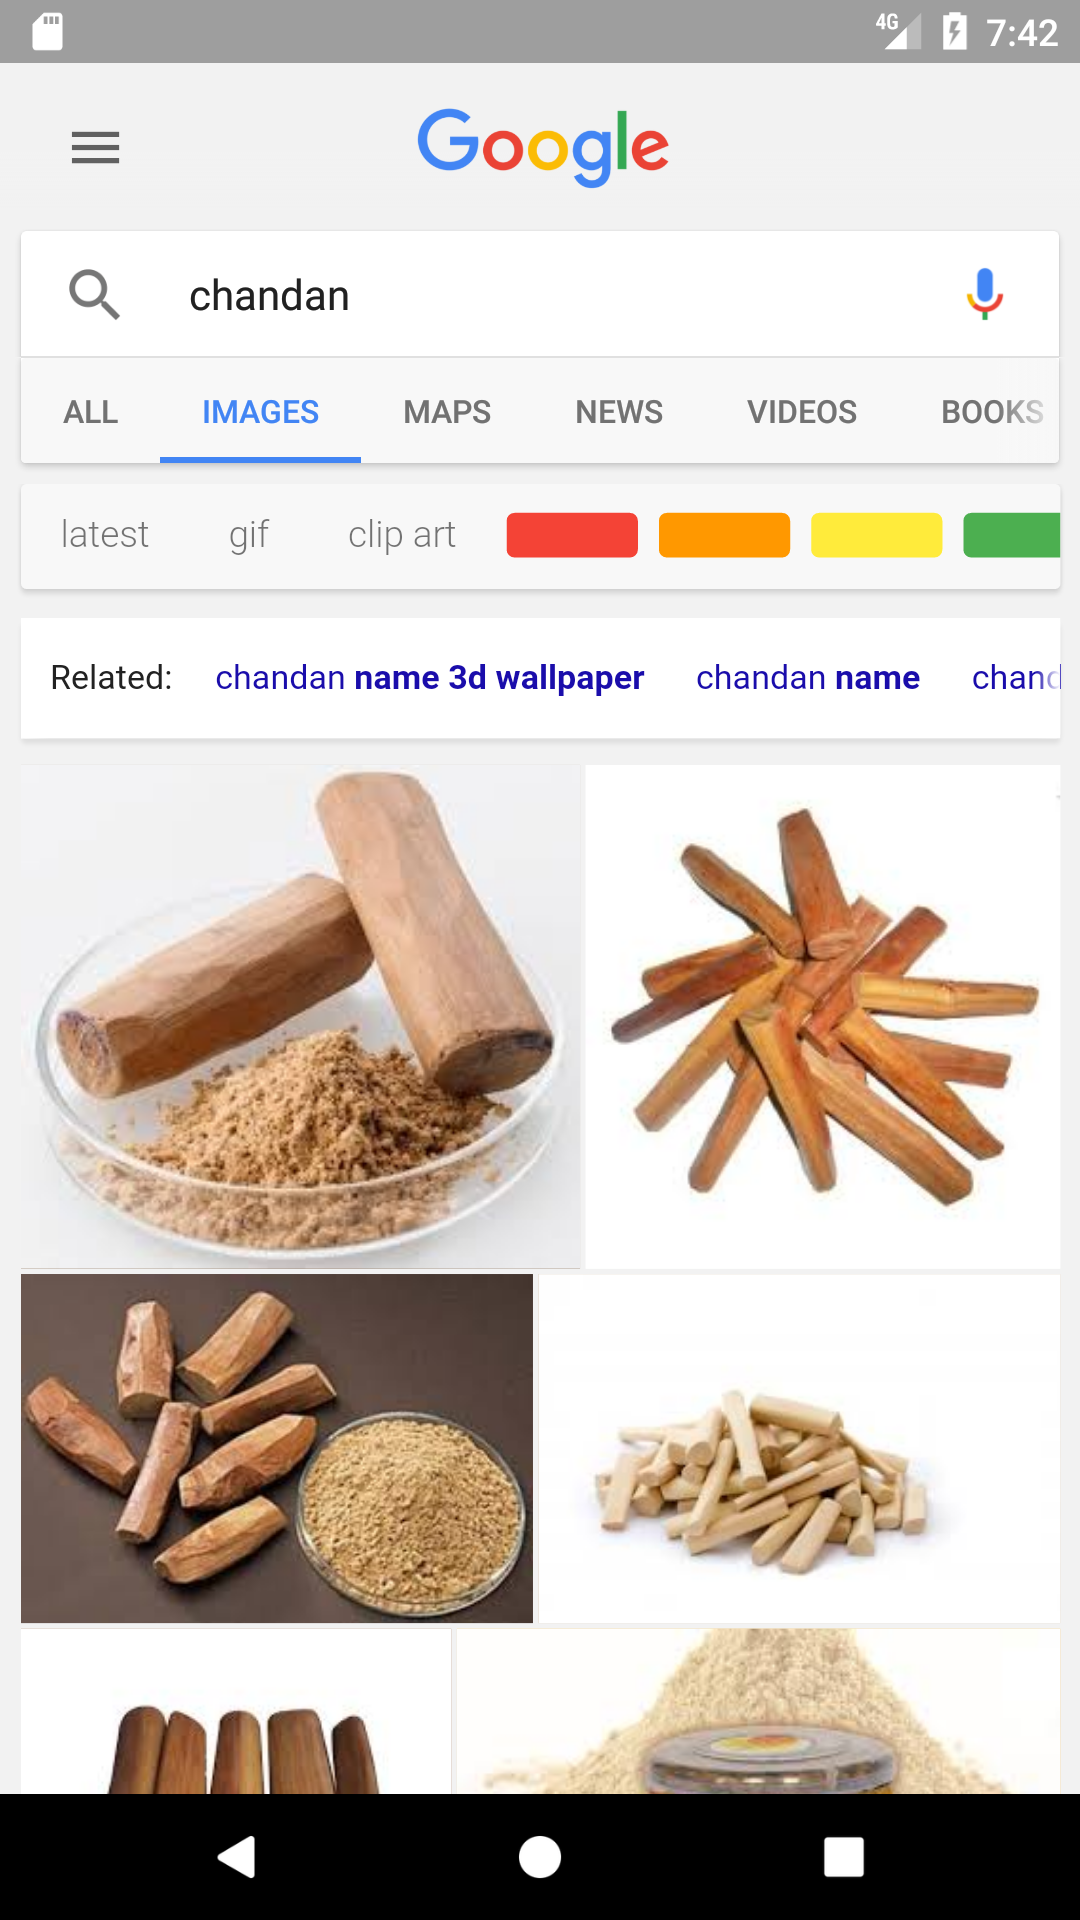 4G 7:42
Google
chandan
ALL IMAGES MAPS NEWS VIDEOS BOOKS
latest gif clip art
Related: chandan name 3d wallpaper chandan name chand